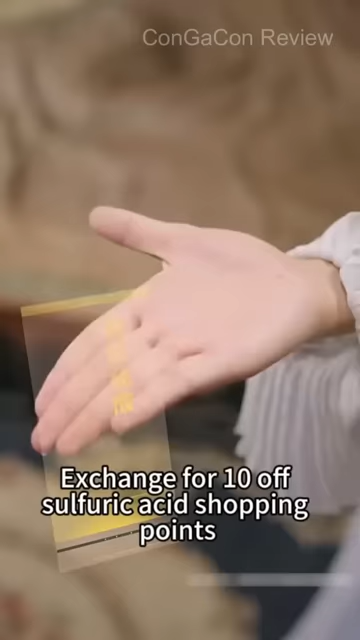 ConGaCon Review
Exchange for 10 off
sulfuric acid shopping
points